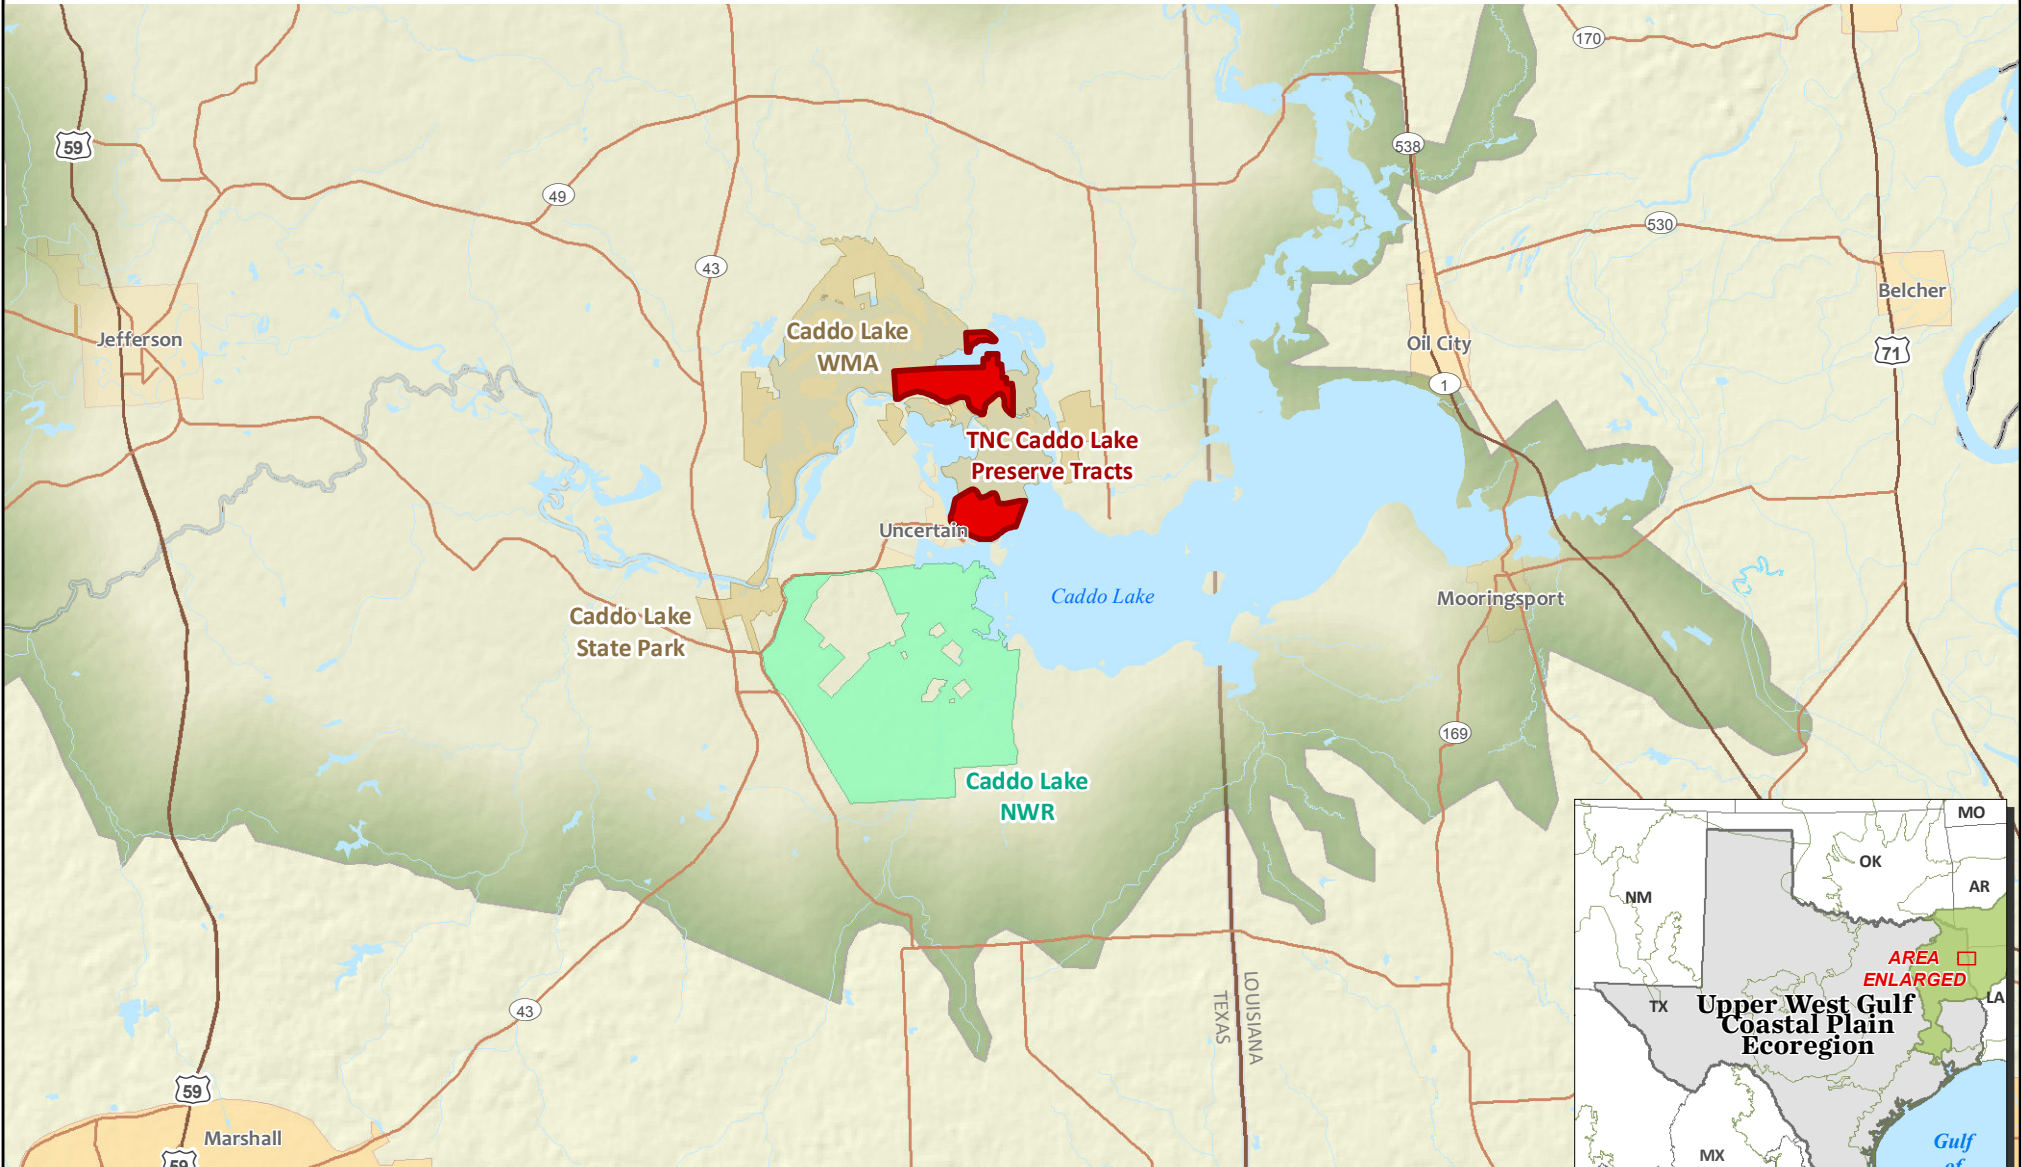 170
59
538
49
530
43
Belcher
Caddo Lake
WMA
Jefferson
Oil City
71
1
TNC Caddo Lake
Preserve Tracts
Uncertain
Caddo Lake
Mooringsport
Caddo Lake
State Park
169
Caddo Lake
NWR
MO
OK
AR
NM
AREA
ENLARGED
LA
TX
Upper West Gulf
Coastal Plain
Ecoregion
LOUISIANA
TEXAS
43
59
Marshall
Gulf
of
MX
59